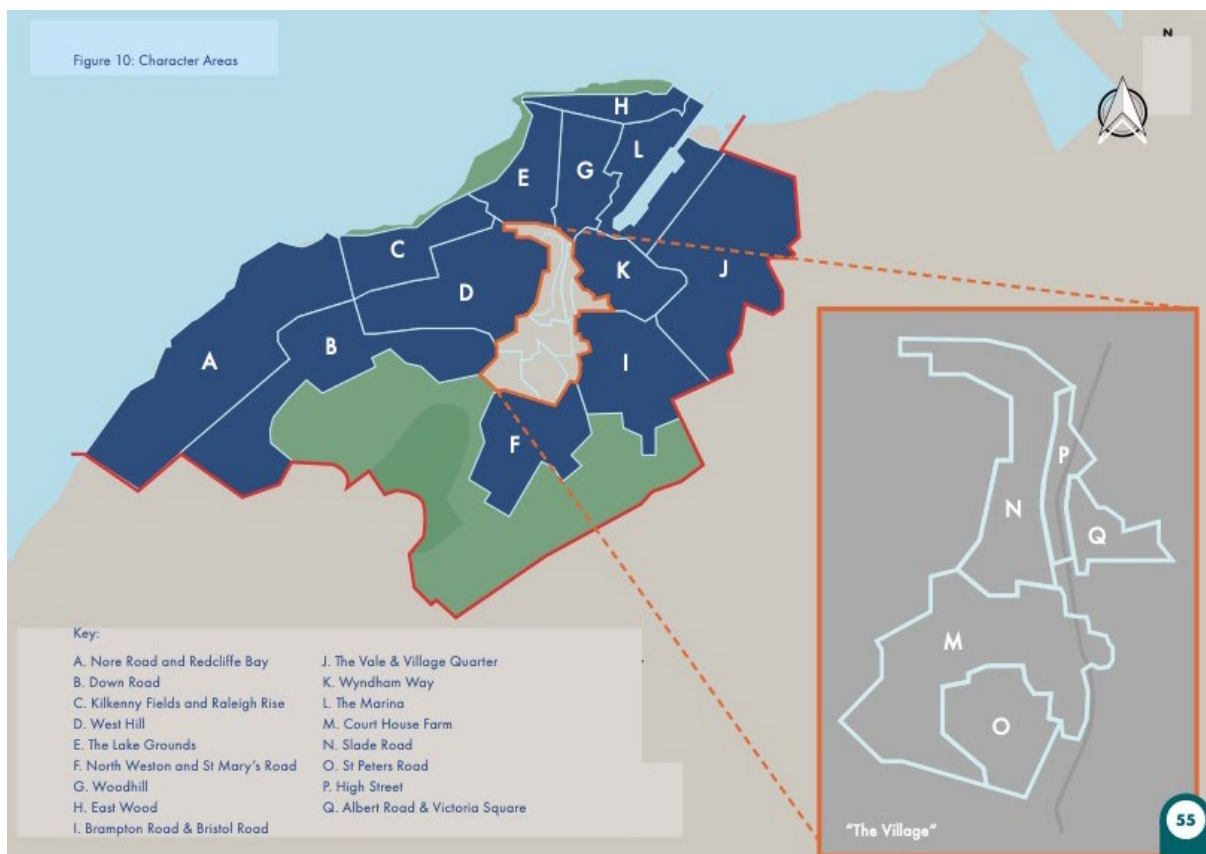 Figure 10: Character Areas
N
H
L
G
E
C
K
J
D
B
A
I
F
P
N
Q
M
O
"The Village"
55
Key:
A. Nore Road and Redcliffe Bay
B. Down Road
C. Kilkenny Fields and Raleigh Rise
D. West Hill
E. The Lake Grounds
F. North Weston and St Mary's Road
G. Woodhill
H. East Wood
I. Brampton Road & Bristol Road
J. The Vale & Village Quarter
K. Wyndham Way
L. The Marina
M. Court House Farm
N. Slade Road
O. St Peters Road
P. High Street
Q. Albert Road & Victoria Square